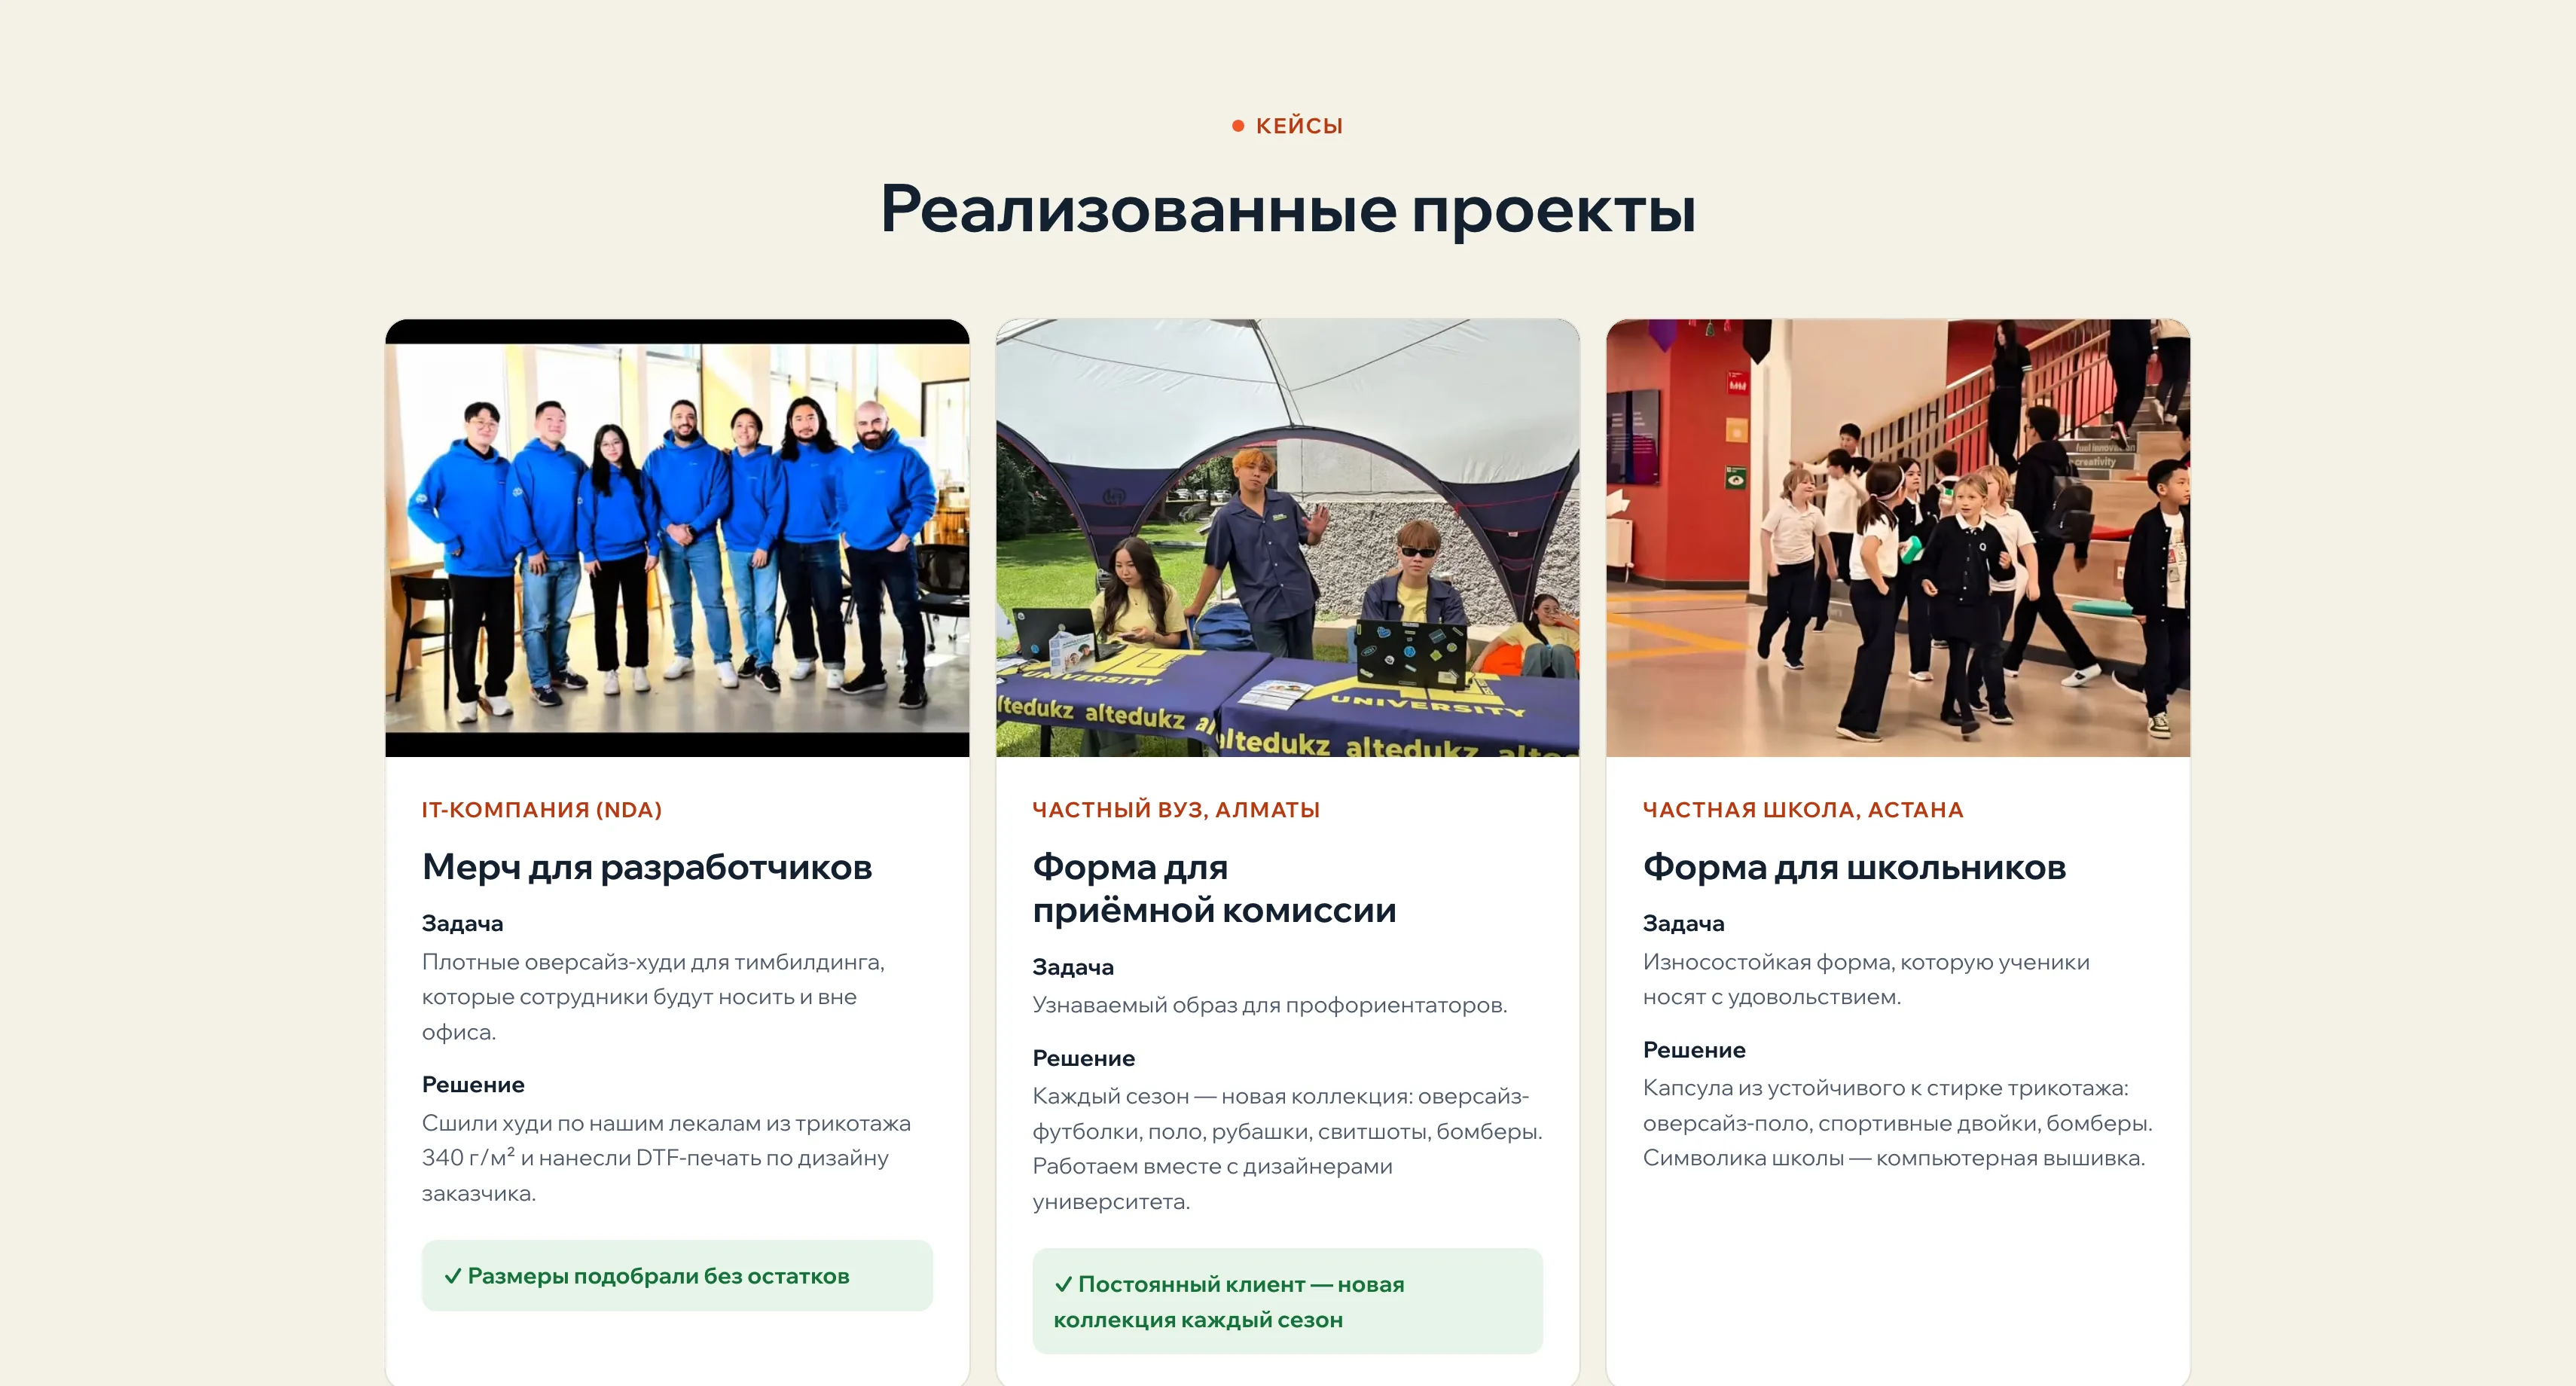 КЕЙСЫ
Реализованные проекты
fuel innovation
creativity
UNIVERSITY
UNIVERSITY
altedukz altedukz
altedukz altedukz
IT-КОМПАНИЯ (NDA)
Мерч для разработчиков
Задача
Плотные оверсайз-худи для тимбилдинга,
которые сотрудники будут носить и вне
офиса.
Решение
Сшили худи по нашим лекалам из трикотажа
340 г/м² и нанесли DTF-печать по дизайну
заказчика.
✓ Размеры подобрали без остатков
ЧАСТНЫЙ ВУЗ, АЛМАТЫ
Форма для
приёмной комиссии
Задача
Узнаваемый образ для профориентаторов.
Решение
Каждый сезон — новая коллекция: оверсайз-
футболки, поло, рубашки, свитшоты, бомберы.
Работаем вместе с дизайнерами
университета.
✓ Постоянный клиент — новая
коллекция каждый сезон
ЧАСТНАЯ ШКОЛА, АСТАНА
Форма для школьников
Задача
Износостойкая форма, которую ученики
носят с удовольствием.
Решение
Капсула из устойчивого к стирке трикотажа:
оверсайз-поло, спортивные двойки, бомберы.
Символика школы — компьютерная вышивка.